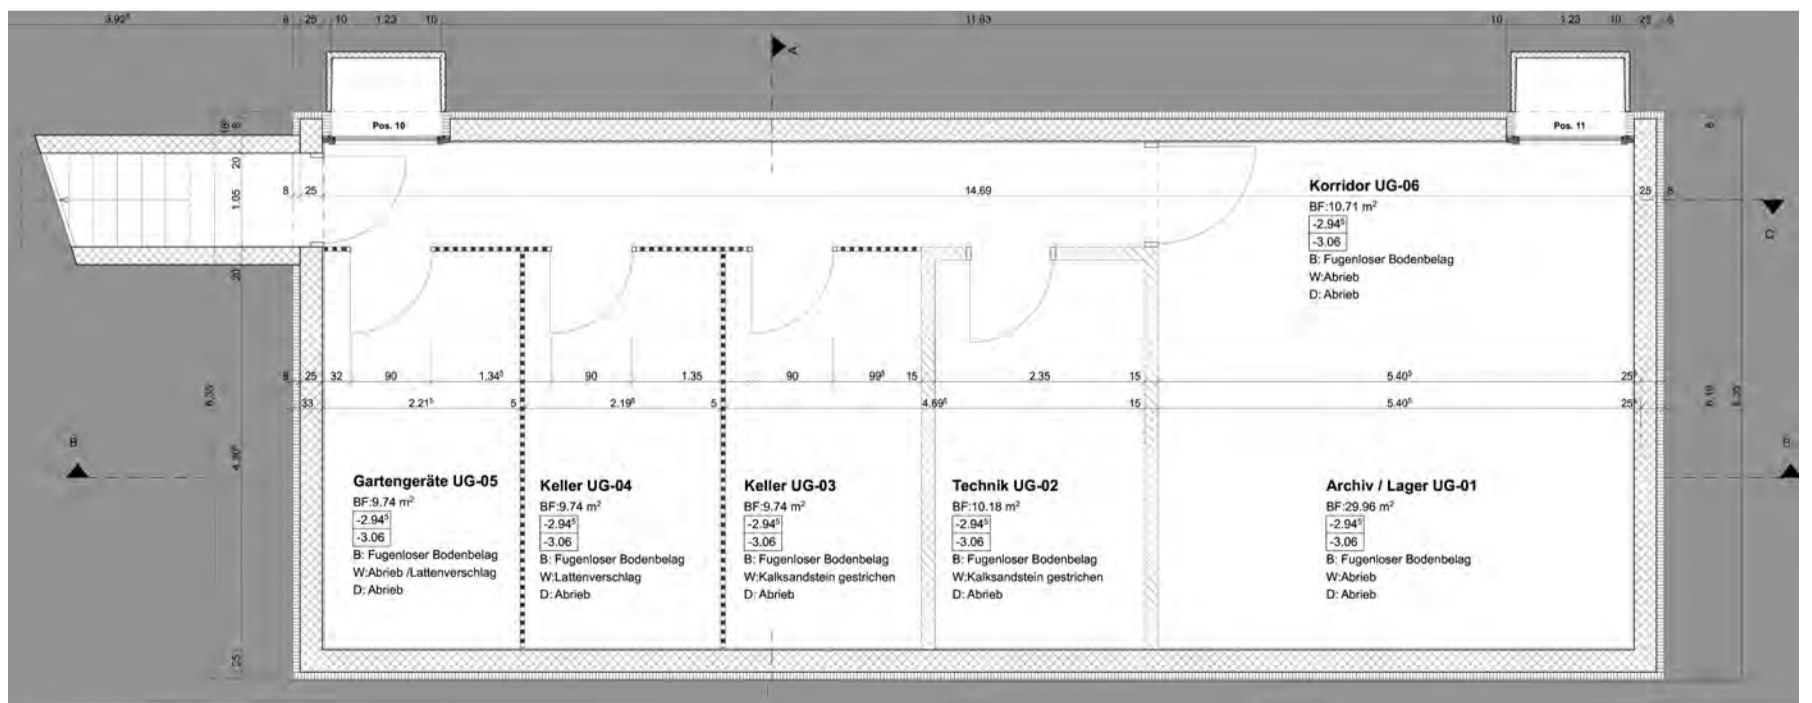 3.92⁵ 8 25 10 1.23 10 11.83 10 1.23 10 25 8
A
Pos. 10
Pos. 11
8
20
1.05
8 25 14.69 25 8
Korridor UG-06
BF:10.71 m²
-2.94⁵
-3.06
B: Fugenloser Bodenbelag
W:Abrieb
D: Abrieb
C
20
8 25 32 90 1.34⁵ 90 1.35 90 99⁵ 15 2.35 15 5.40⁵ 25⁵
33 2.21⁵ 5 2.19⁵ 5 4.69⁵ 15 5.40⁵ 25⁵
B
B
Gartengeräte UG-05
BF:9.74 m²
-2.94⁵
-3.06
B: Fugenloser Bodenbelag
W:Abrieb /Lattenverschlag
D: Abrieb
Keller UG-04
BF:9.74 m²
-2.94⁵
-3.06
B: Fugenloser Bodenbelag
W:Lattenverschlag
D: Abrieb
Keller UG-03
BF:9.74 m²
-2.94⁵
-3.06
B: Fugenloser Bodenbelag
W:Kalksandstein gestrichen
D: Abrieb
Technik UG-02
BF:10.18 m²
-2.94⁵
-3.06
B: Fugenloser Bodenbelag
W:Kalksandstein gestrichen
D: Abrieb
Archiv / Lager UG-01
BF:29.96 m²
-2.94⁵
-3.06
B: Fugenloser Bodenbelag
W:Abrieb
D: Abrieb
25